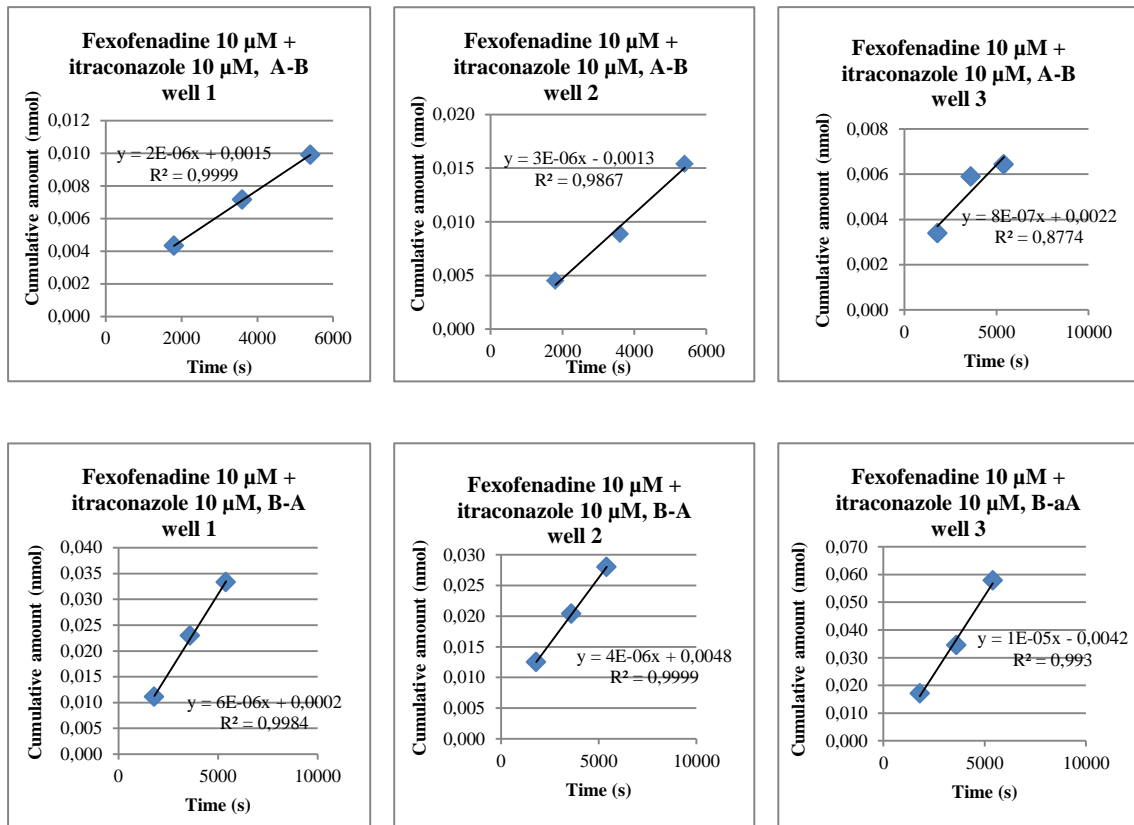 Fexofenadine 10 µM +
itraconazole 10 µM,  A-B
well 1
Cumulative amount (nmol)
0,012
0,010
0,008
0,006
0,004
0,002
0,000
y = 2E-06x + 0,0015
R² = 0,9999
0
2000
4000
6000
Time (s)
Fexofenadine 10 µM +
itraconazole 10 µM, A-B
well 2
Cumulative amount (nmol)
0,020
0,015
0,010
0,005
0,000
y = 3E-06x - 0,0013
R² = 0,9867
0
2000
4000
6000
Time (s)
Fexofenadine 10 µM +
itraconazole 10 µM, A-B
well 3
Cumulative amount (nmol)
0,008
0,006
0,004
0,002
0,000
y = 8E-07x + 0,0022
R² = 0,8774
0
5000
10000
Time (s)
Fexofenadine 10 µM +
itraconazole 10 µM, B-A
well 1
Cumulative amount (nmol)
0,040
0,035
0,030
0,025
0,020
0,015
0,010
0,005
0,000
y = 6E-06x + 0,0002
R² = 0,9984
0
5000
10000
Time (s)
Fexofenadine 10 µM +
itraconazole 10 µM, B-A
well 2
Cumulative amount (nmol)
0,030
0,025
0,020
0,015
0,010
0,005
0,000
y = 4E-06x + 0,0048
R² = 0,9999
0
5000
10000
Time (s)
Fexofenadine 10 µM +
itraconazole 10 µM, B-aA
well 3
Cumulative amount (nmol)
0,070
0,060
0,050
0,040
0,030
0,020
0,010
0,000
y = 1E-05x - 0,0042
R² = 0,993
0
5000
10000
Time (s)